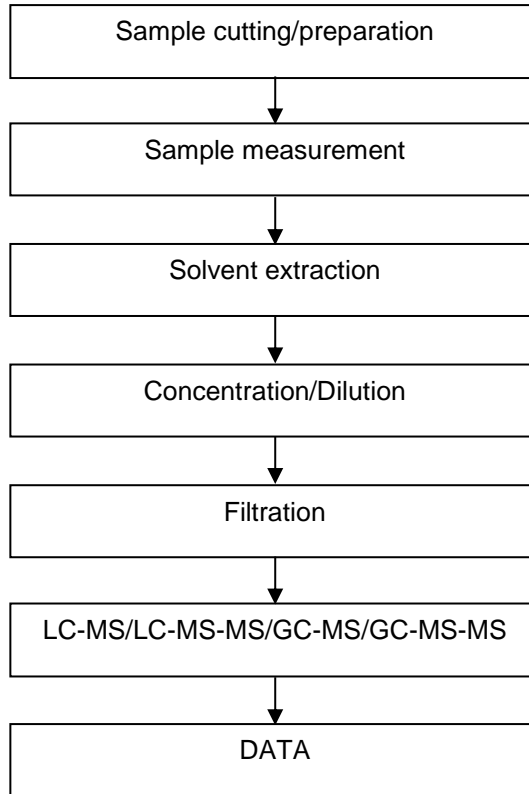 Sample cutting/preparation
Sample measurement
Solvent extraction
Concentration/Dilution
Filtration
LC-MS/LC-MS-MS/GC-MS/GC-MS-MS
DATA